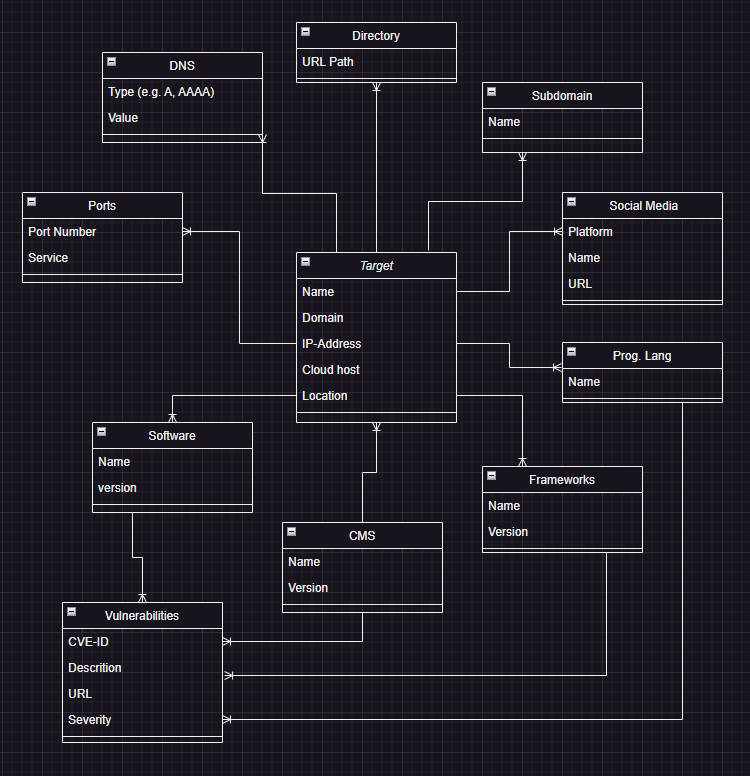 Directory
URL Path
DNS
Type (e.g. A, AAAA)
Value
Subdomain
Name
Ports
Port Number
Service
Social Media
Platform
Name
URL
Target
Name
Domain
IP-Address
Cloud host
Location
Prog. Lang
Name
Software
Name
version
Frameworks
Name
Version
CMS
Name
Version
Vulnerabilities
CVE-ID
Descrition
URL
Severity